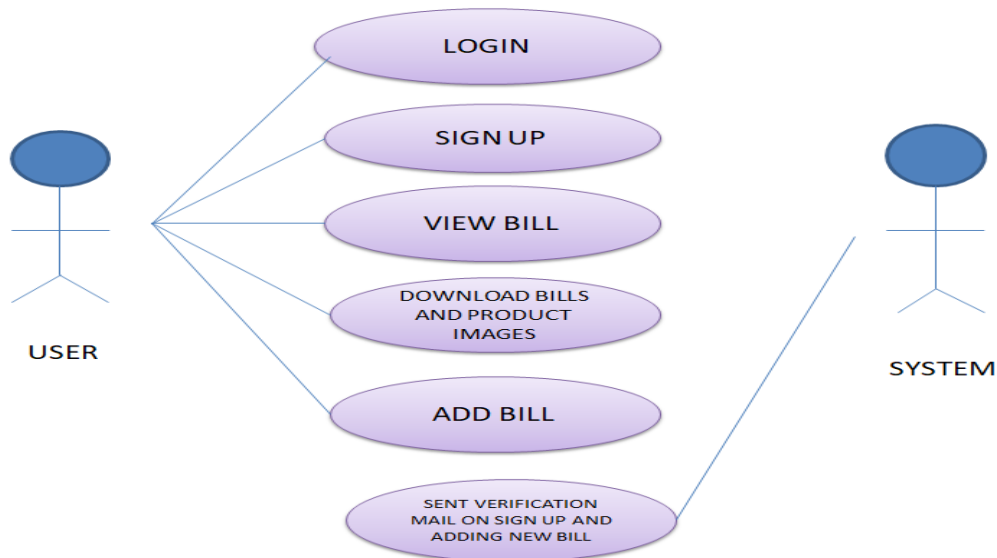 LOGIN
SIGN UP
VIEW BILL
DOWNLOAD BILLS
AND PRODUCT
IMAGES
USER
SYSTEM
ADD BILL
SENT VERIFICATION
MAIL ON SIGN UP AND
ADDING NEW BILL